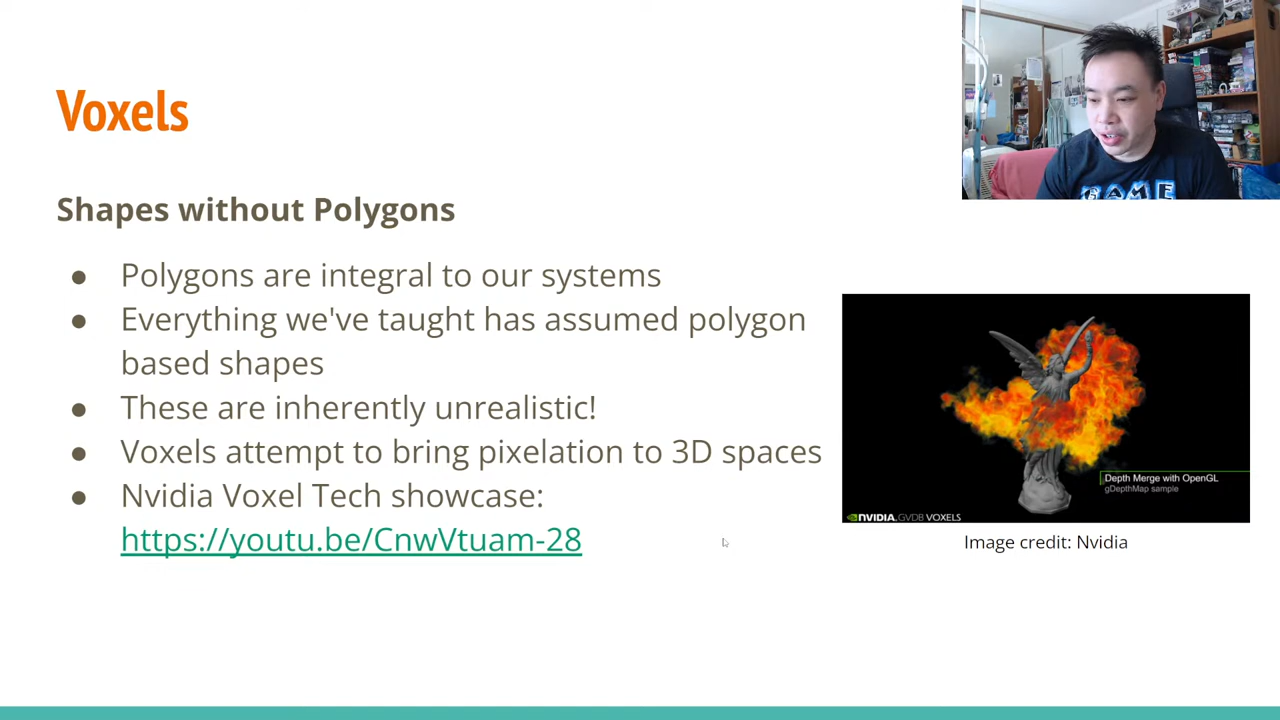 Voxels
GAME
Shapes without Polygons
● Polygons are integral to our systems
● Everything we've taught has assumed polygon
based shapes
● These are inherently unrealistic!
● Voxels attempt to bring pixelation to 3D spaces
● Nvidia Voxel Tech showcase:
https://youtu.be/CnwVtuam-28
Depth Merge with OpenGL
gDepthMap sample
NVIDIA. GVDB VOXELS
Image credit: Nvidia